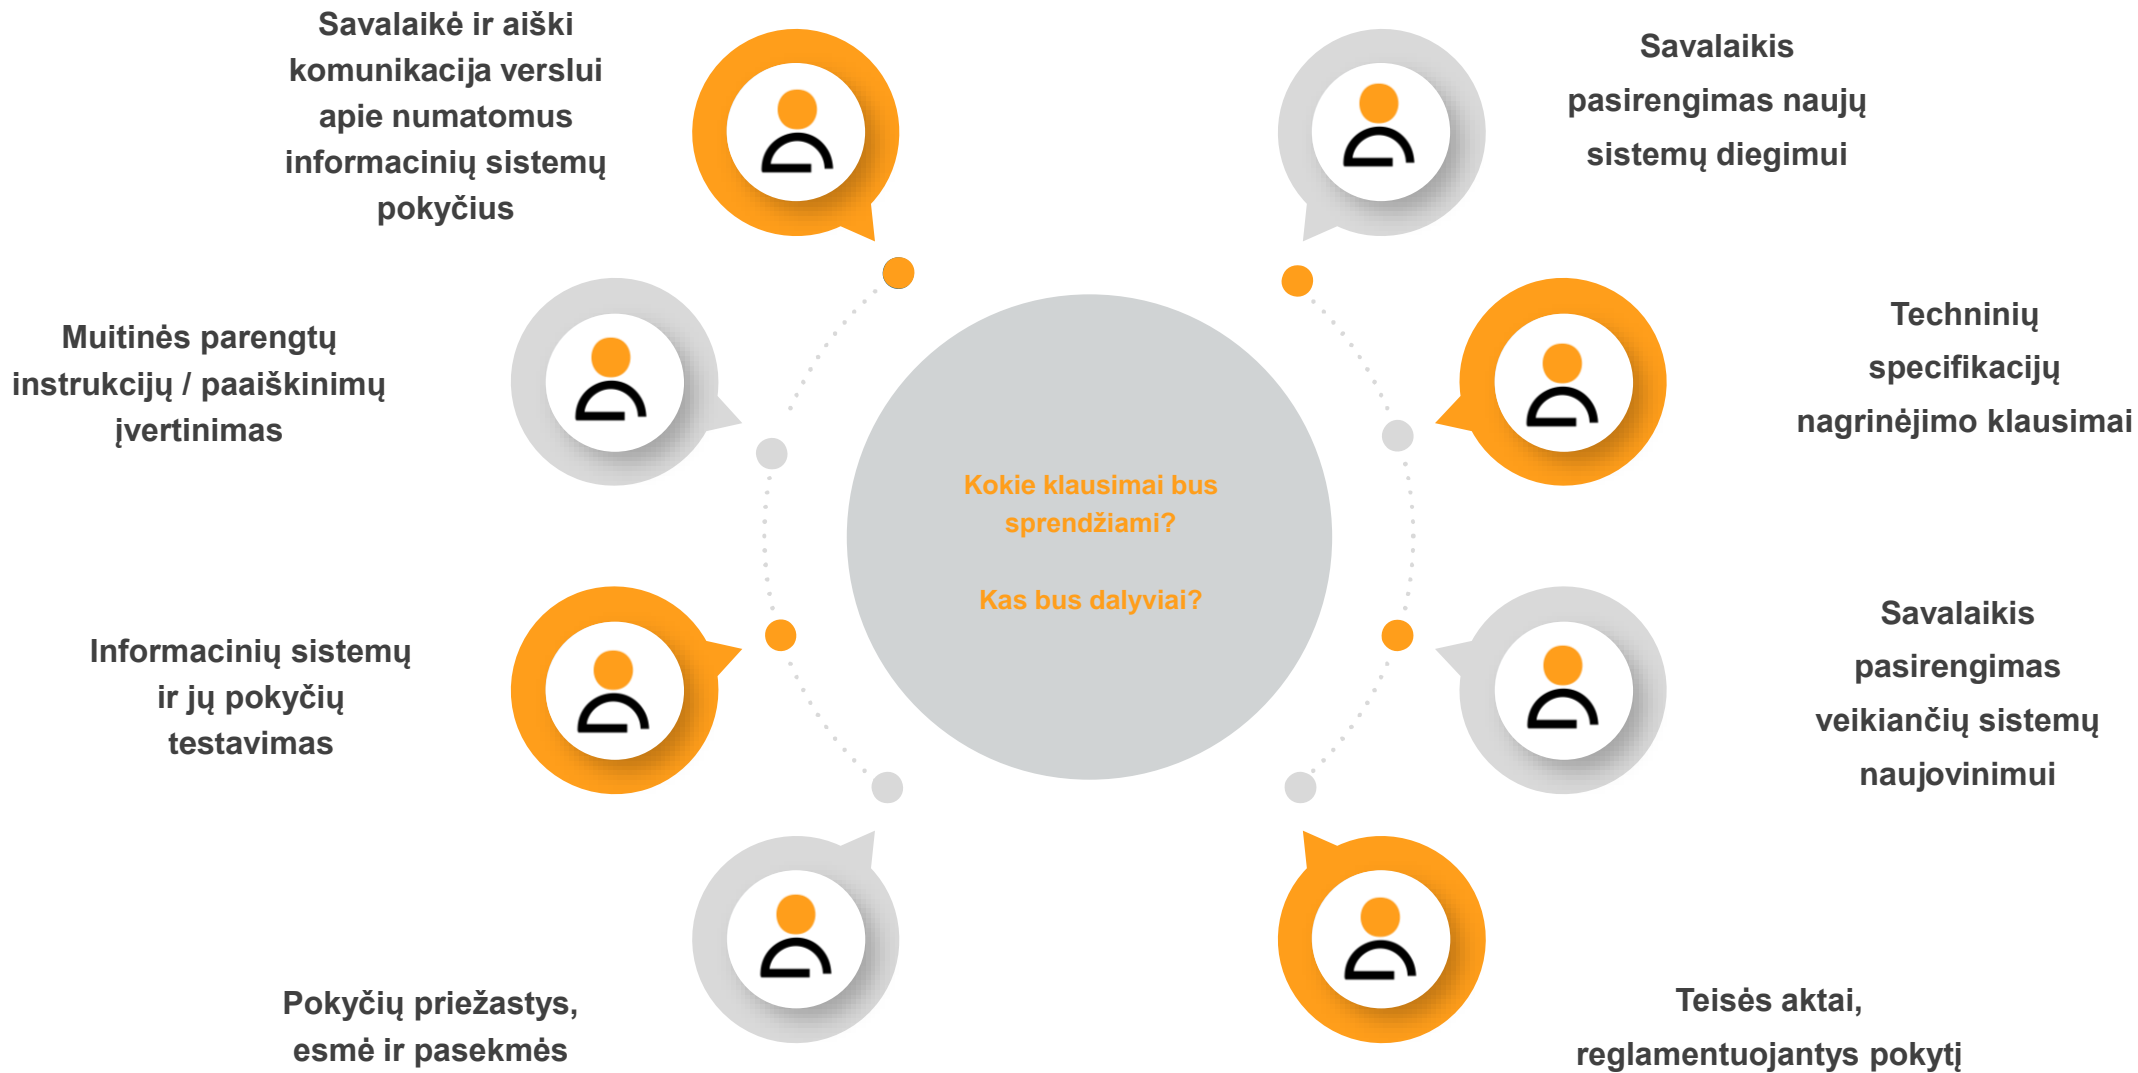 Savalaikė ir aiški
komunikacija verslui
apie numatomus
informacinių sistemų
pokyčius
Savalaikis
pasirengimas naujų
sistemų diegimui
Muitinės parengtų
instrukcijų / paaiškinimų
įvertinimas
Techninių
specifikacijų
nagrinėjimo klausimai
Kokie klausimai bus
sprendžiami?
Kas bus dalyviai?
Informacinių sistemų
ir jų pokyčių
testavimas
Savalaikis
pasirengimas
veikiančių sistemų
naujovinimui
Pokyčių priežastys,
esmė ir pasekmės
Teisės aktai,
reglamentuojantys pokytį